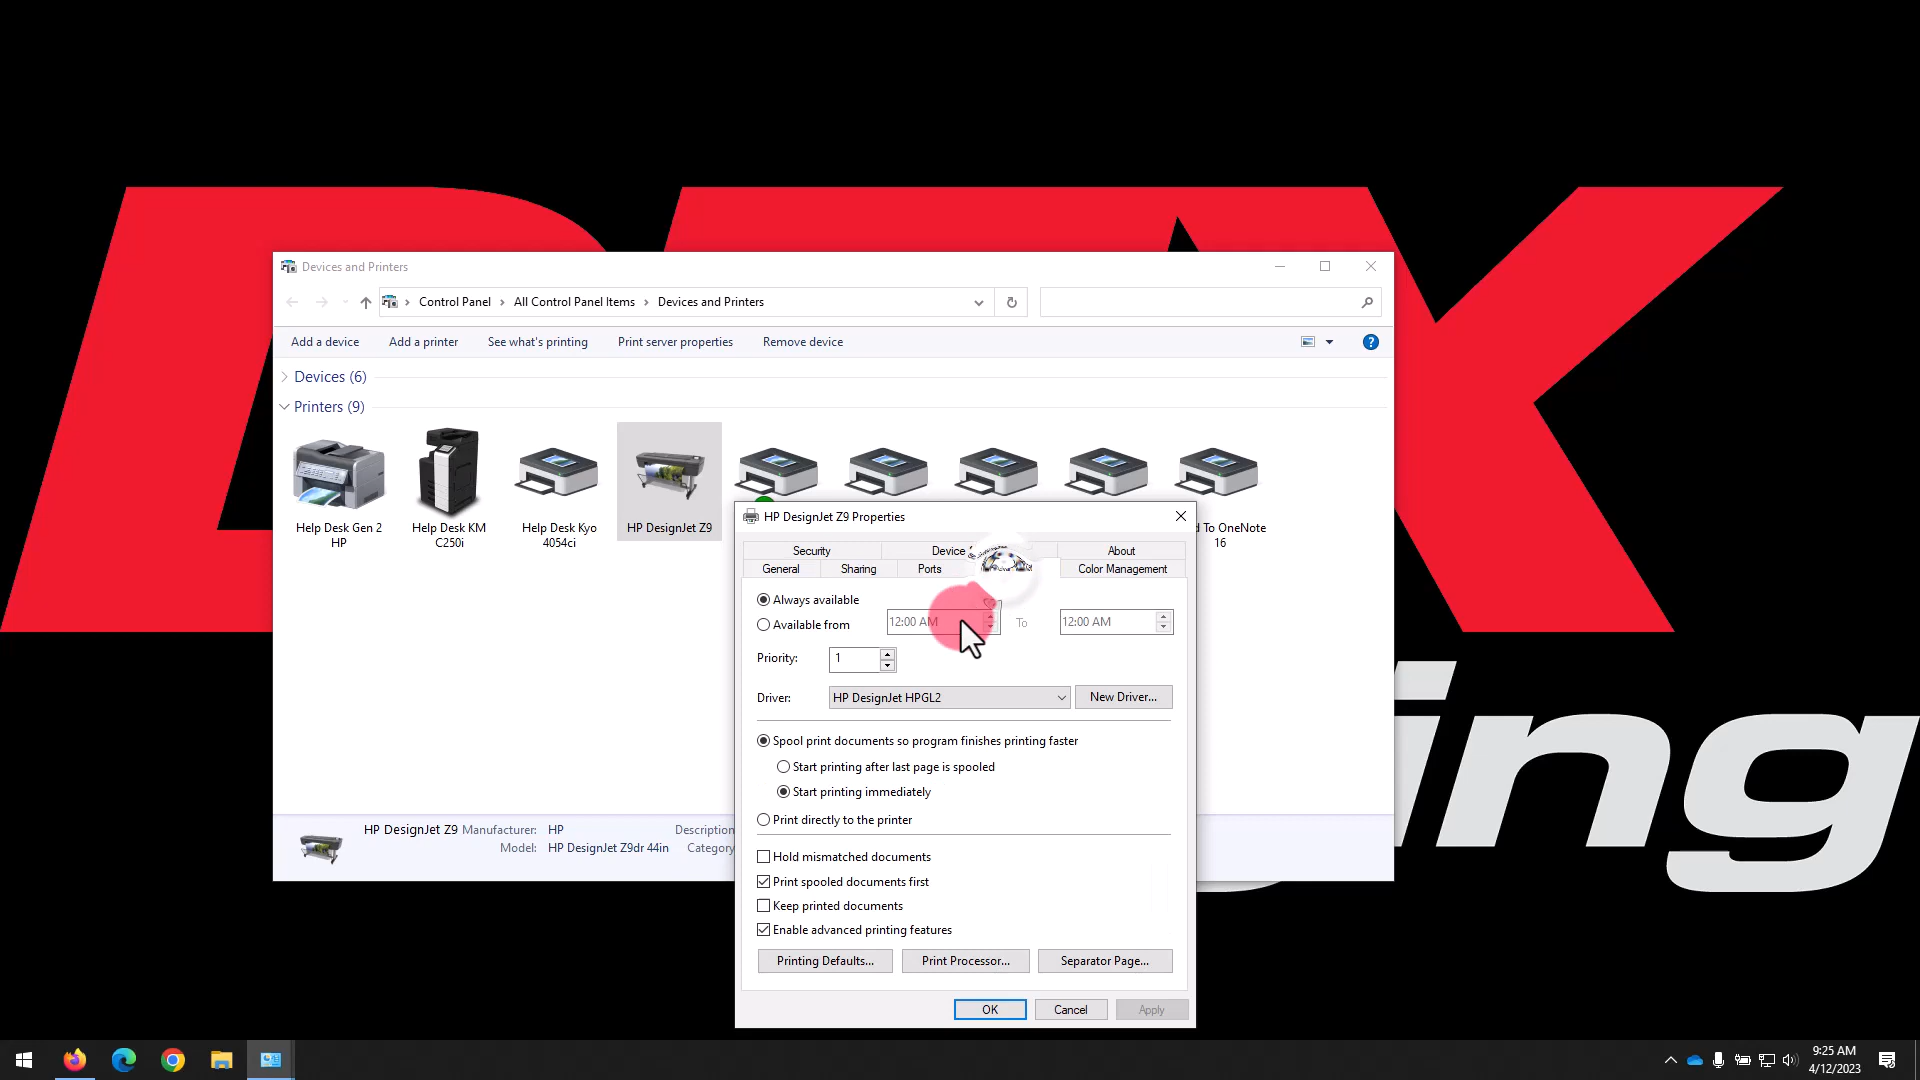 Devices and Printers
Control Panel
All Control Panel Items
Devices and Printers
Add a device
Add a printer
See what's printing
Print server properties
Remove device
?
Devices (6)
Printers (9)
Help Desk Gen 2
HP
Help Desk KM
C250i
Help Desk Kyo
4054ci
HP DesignJet Z9
d To OneNote
16
HP DesignJet Z9 Manufacturer: HP Description
Model: HP DesignJet Z9dr 44in Category
HP DesignJet Z9 Properties
Security
Device
About
General
Sharing
Ports
Color Management
Always available
Available from 12:00 AM To 12:00 AM
Priority: 1
Driver: HP DesignJet HPGL2 New Driver...
Spool print documents so program finishes printing faster
Start printing after last page is spooled
Start printing immediately
Print directly to the printer
Hold mismatched documents
Print spooled documents first
Keep printed documents
Enable advanced printing features
Printing Defaults... Print Processor... Separator Page...
OK Cancel Apply
ing
9:25 AM
4/12/2023